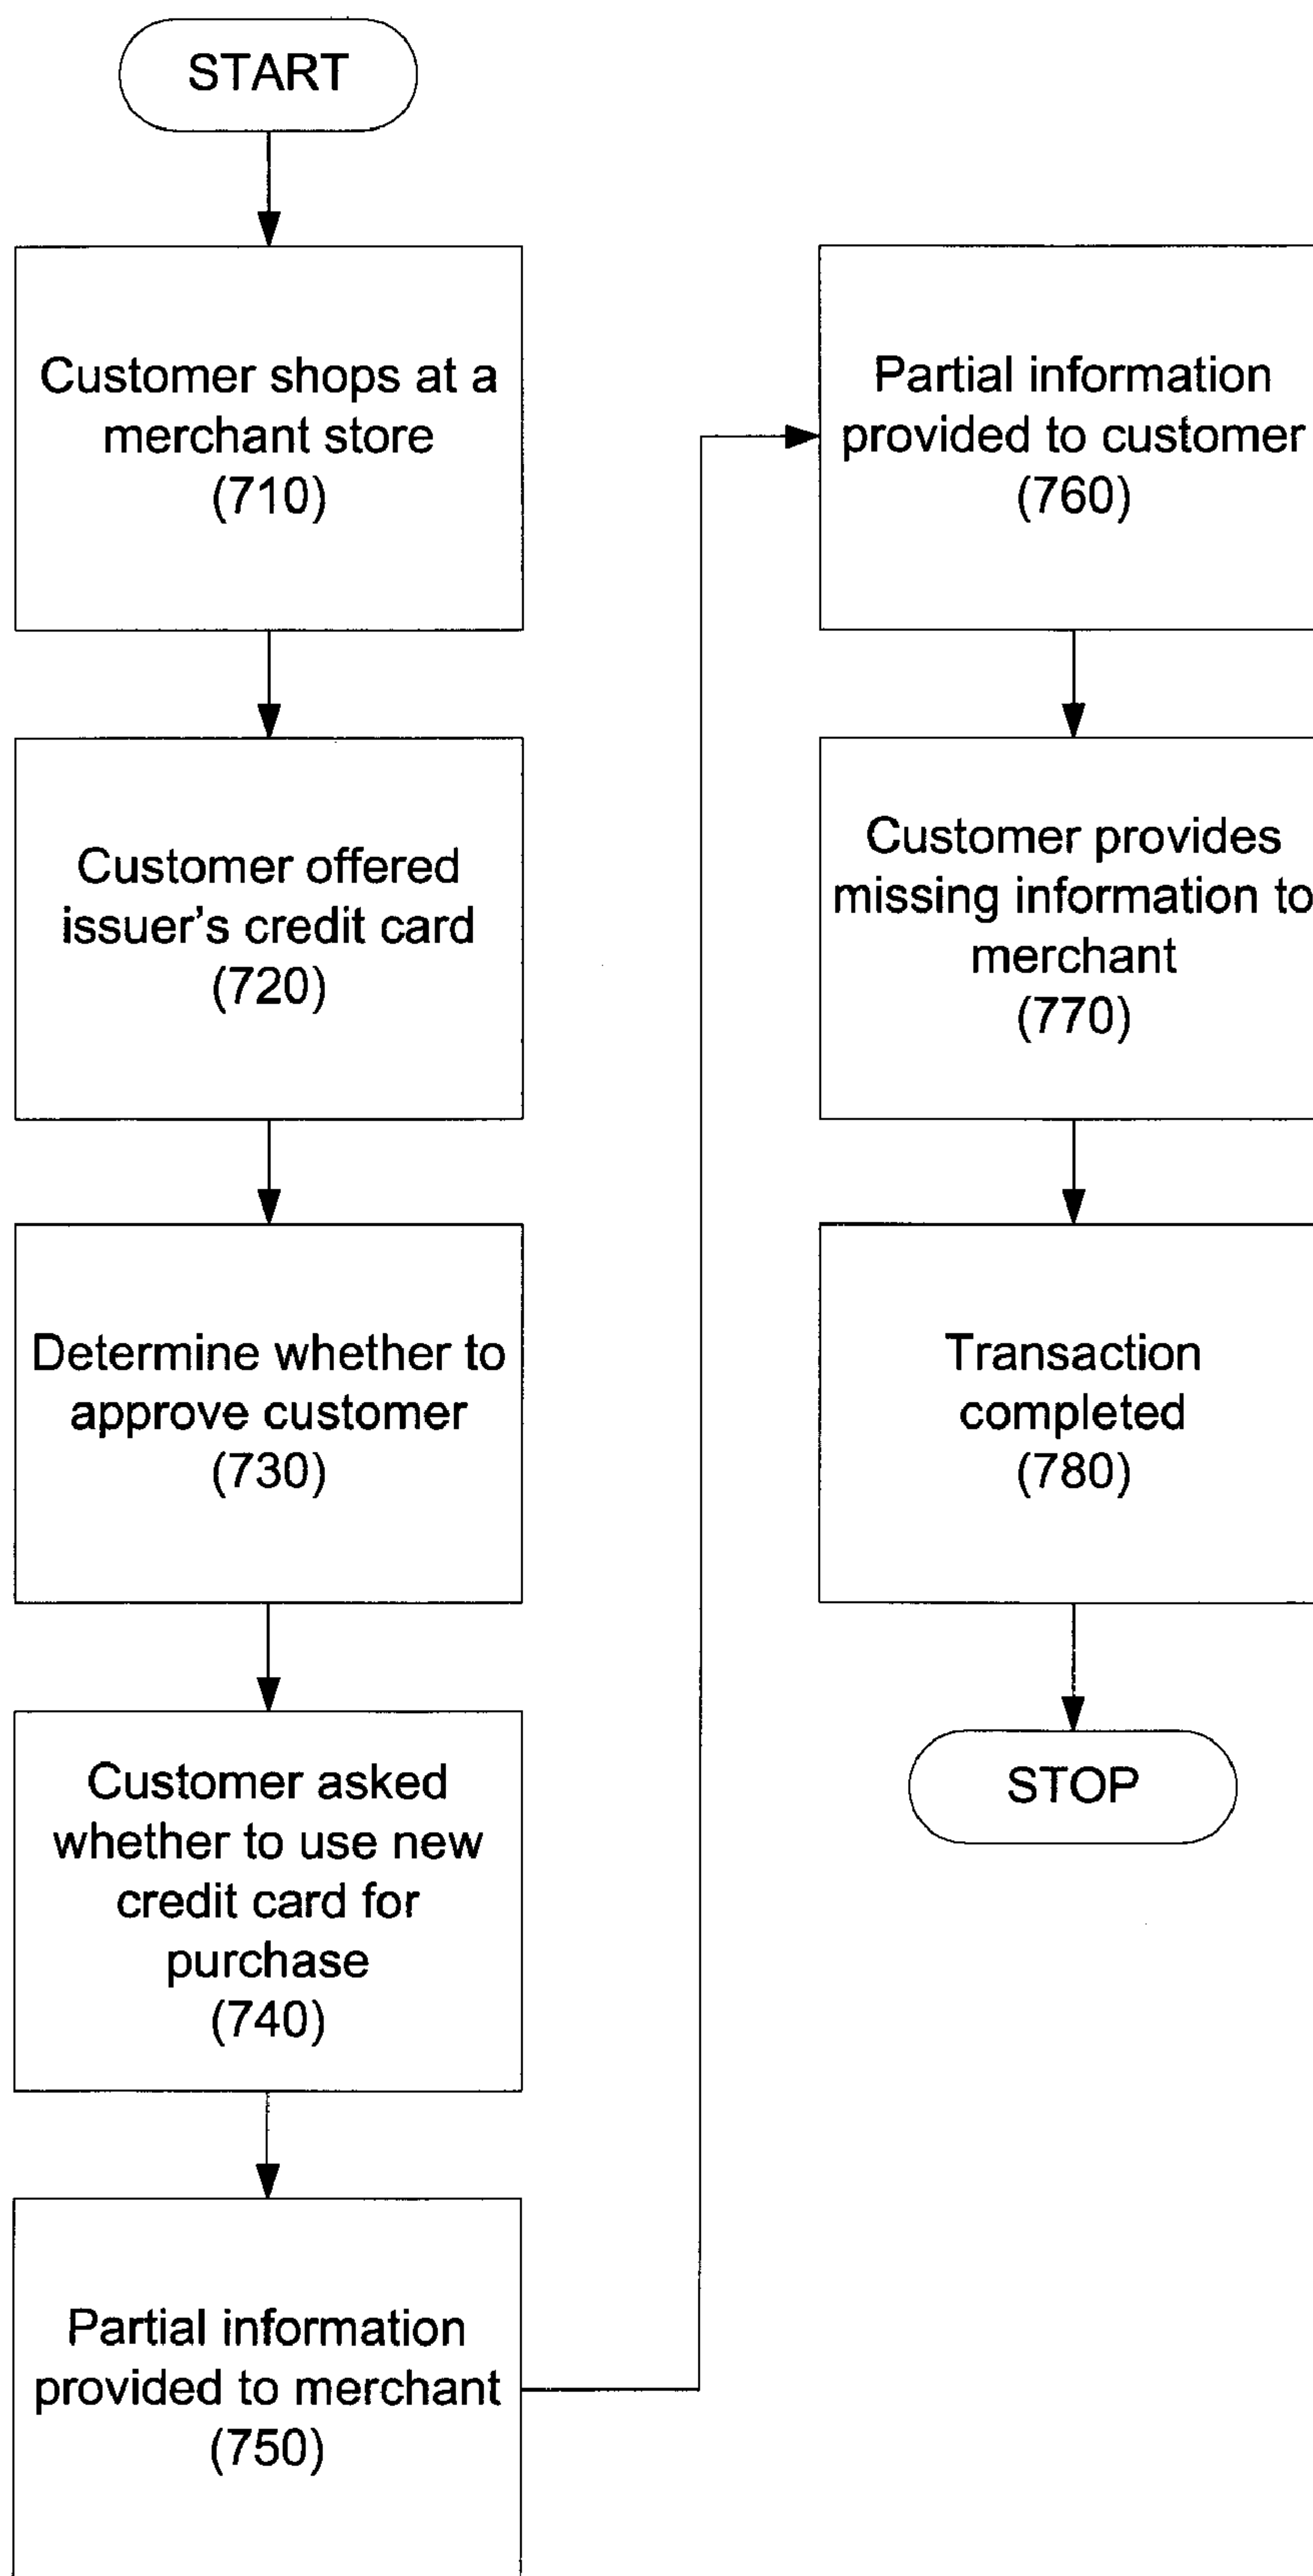 START
Customer shops at a
merchant store
(710)
Customer offered
issuer's credit card
(720)
Determine whether to
approve customer
(730)
Customer asked
whether to use new
credit card for
purchase
(740)
Partial information
provided to merchant
(750)
Partial information
provided to customer
(760)
Customer provides
missing information to
merchant
(770)
Transaction
completed
(780)
STOP